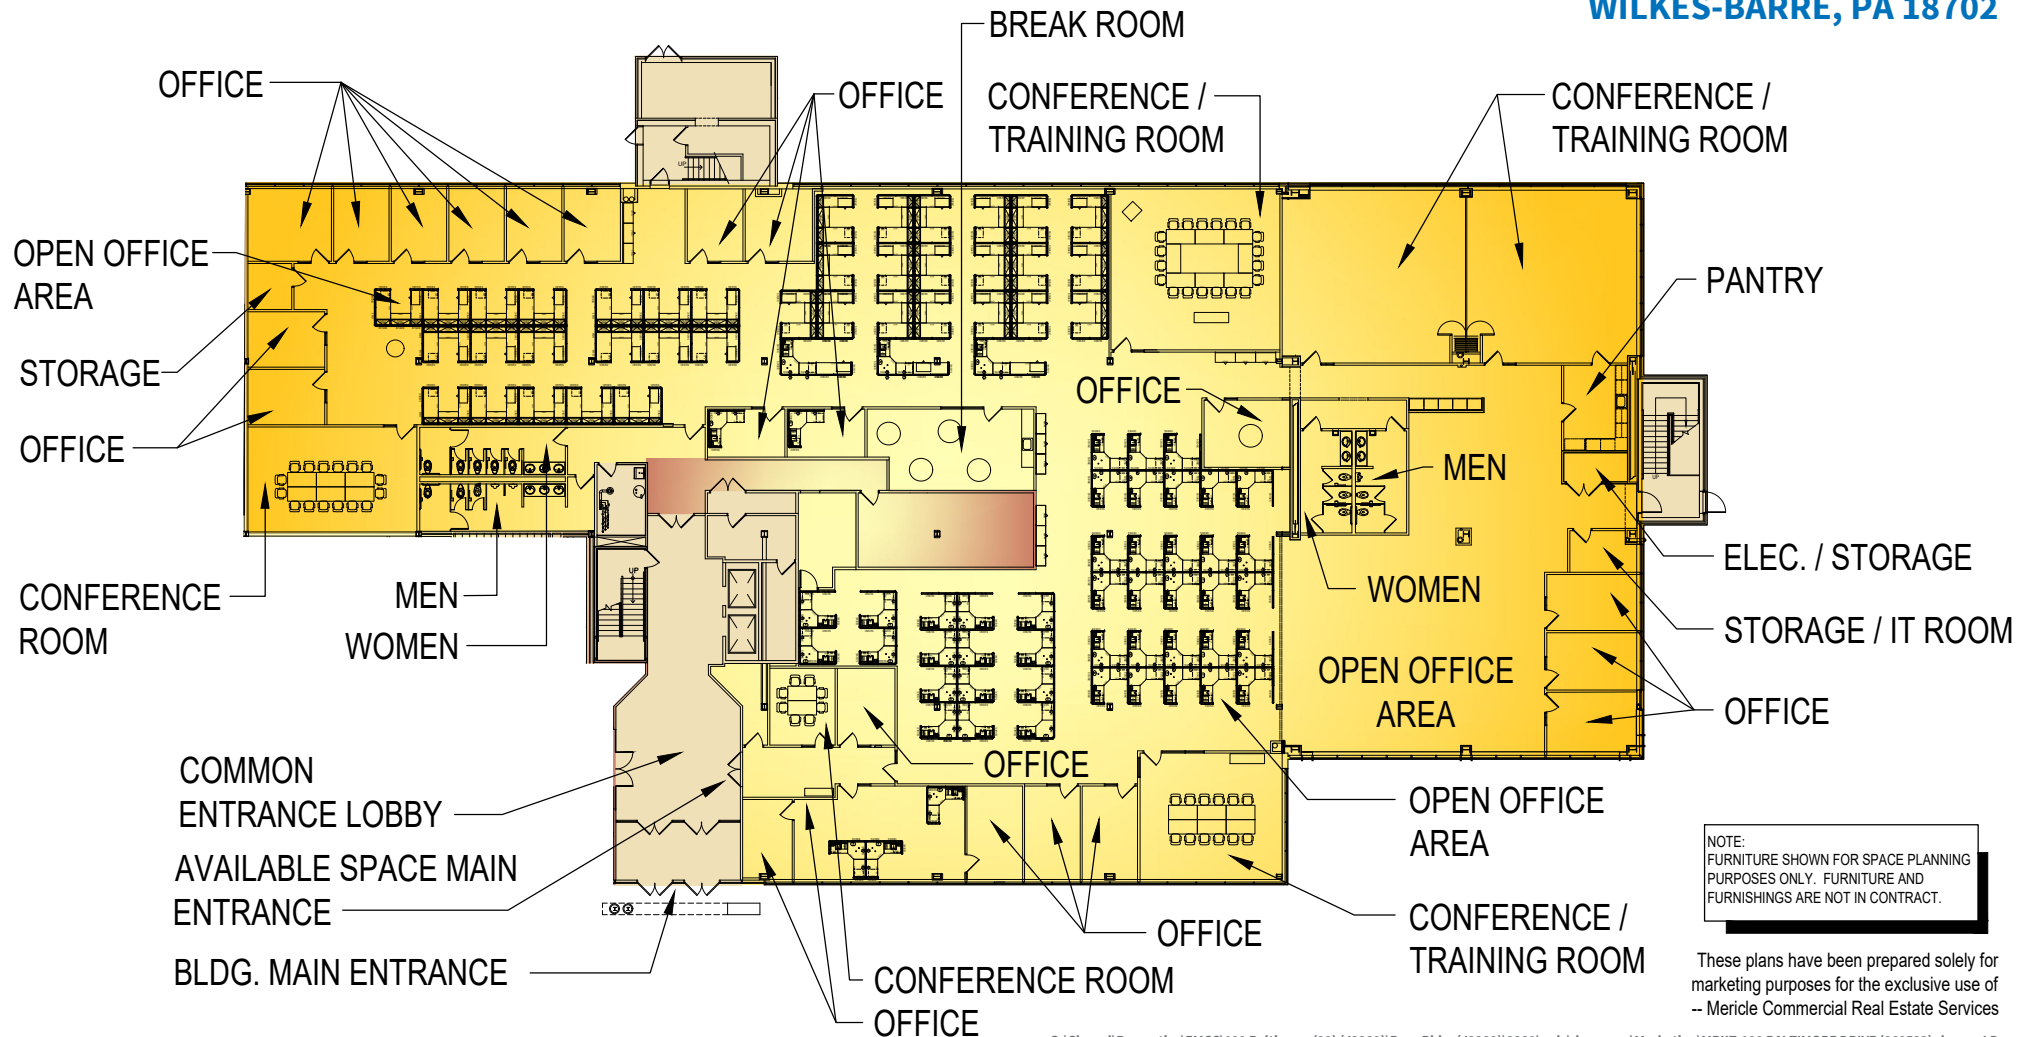 WILKES-BARRE, PA 18702
BREAK ROOM
OFFICE
OFFICE
CONFERENCE /
TRAINING ROOM
CONFERENCE /
TRAINING ROOM
OPEN OFFICE
AREA
PANTRY
STORAGE
OFFICE
OFFICE
MEN
CONFERENCE
ROOM
MEN
WOMEN
WOMEN
ELEC. / STORAGE
STORAGE / IT ROOM
OPEN OFFICE
AREA
OFFICE
OFFICE
COMMON
ENTRANCE LOBBY
AVAILABLE SPACE MAIN
ENTRANCE
BLDG. MAIN ENTRANCE
OPEN OFFICE
AREA
OFFICE
CONFERENCE /
TRAINING ROOM
CONFERENCE ROOM
OFFICE
UP
UP
UP
NOTE:
FURNITURE SHOWN FOR SPACE PLANNING
PURPOSES ONLY. FURNITURE AND
FURNISHINGS ARE NOT IN CONTRACT.
These plans have been prepared solely for
marketing purposes for the exclusive use of
-- Mericle Commercial Real Estate Services